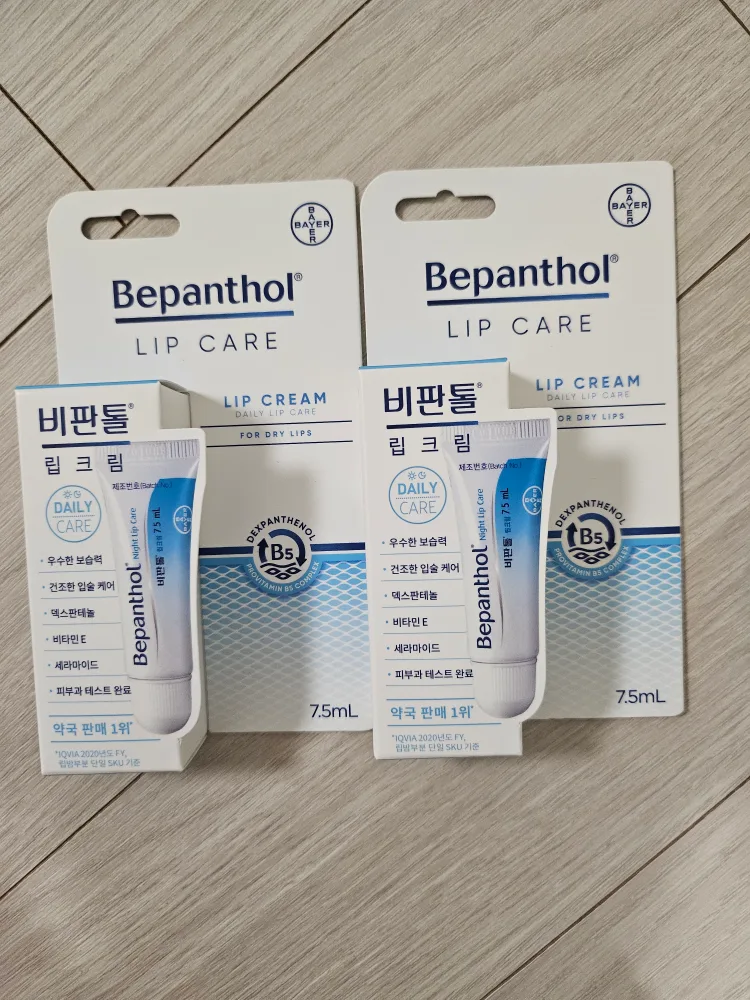 BAYER
BAYER
Bepanthol®
LIP CARE
LIP CREAM
DAILY LIP CARE
FOR DRY LIPS
DEXPANTHENOL
B5
PROVITAMIN B5 COMPLEX
7.5mL
비판톨®
립 크 림
DAILY
CARE
· 우수한 보습력
· 건조한 입술 케어
· 덱스판테놀
· 비타민 E
· 세라마이드
· 피부과 테스트 완료
약국 판매 1위*
*IQVIA 2020년도 FY,
립밤부분 단일 SKU 기준
제조번호(Batch No.)
Bepanthol® Night Lip Care
비판톨® 립크림 7.5 mL
BAYER
BAYER
BAYER
BAYER
Bepanthol®
LIP CARE
LIP CREAM
DAILY LIP CARE
FOR DRY LIPS
DEXPANTHENOL
B5
PROVITAMIN B5 COMPLEX
7.5mL
비판톨®
립 크 림
DAILY
CARE
· 우수한 보습력
· 건조한 입술 케어
· 덱스판테놀
· 비타민 E
· 세라마이드
· 피부과 테스트 완료
약국 판매 1위*
*IQVIA 2020년도 FY,
립밤부분 단일 SKU 기준
제조번호(Batch No.)
Bepanthol® Night Lip Care
비판톨® 립크림 7.5 mL
BAYER
BAYER